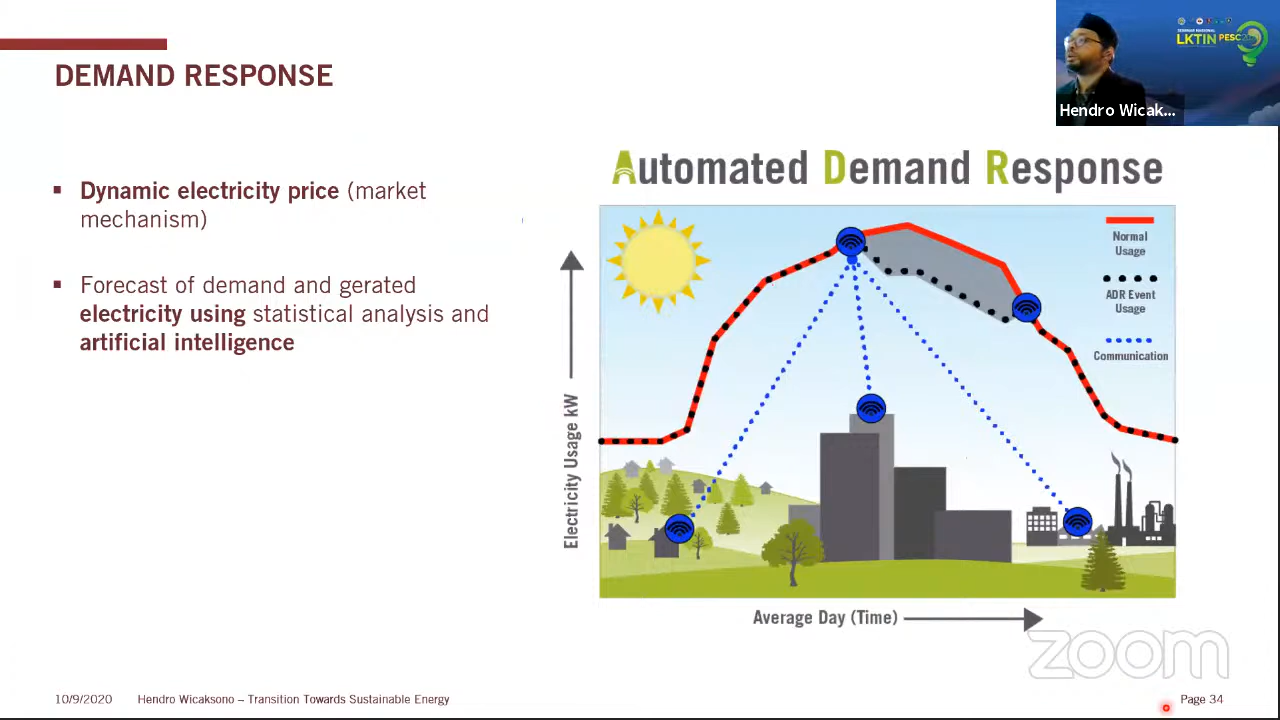 DEMAND RESPONSE
SEMINAR NASIONAL
LKTIN PESC
Hendro Wicak...
▪ Dynamic electricity price (market
mechanism)
▪ Forecast of demand and gerated
electricity using statistical analysis and
artificial intelligence
Automated Demand Response
Normal
Usage
ADR Event
Usage
Communication
Electricity Usage kW
Average Day (Time)
zoom
10/9/2020 Hendro Wicaksono – Transition Towards Sustainable Energy Page 34